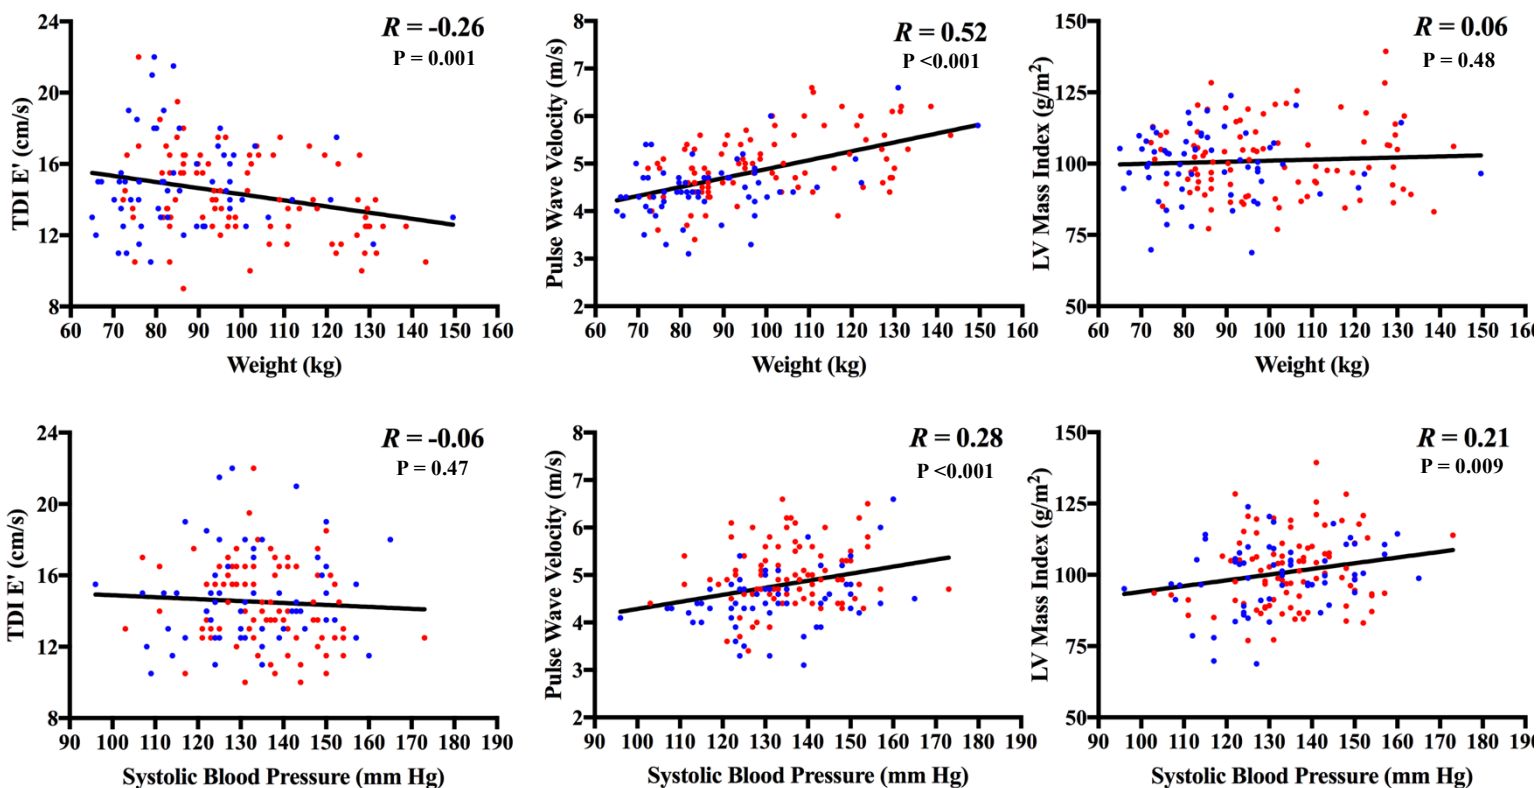 TDI E' (cm/s)
24
20
16
12
8
R = -0.26
P = 0.001
60 70 80 90 100 110 120 130 140 150 160
Weight (kg)
Pulse Wave Velocity (m/s)
8
7
6
5
4
3
2
R = 0.52
P <0.001
60 70 80 90 100 110 120 130 140 150 160
Weight (kg)
LV Mass Index (g/m²)
150
125
100
75
50
R = 0.06
P = 0.48
60 70 80 90 100 110 120 130 140 150 160
Weight (kg)
TDI E' (cm/s)
24
20
16
12
8
R = -0.06
P = 0.47
90 100 110 120 130 140 150 160 170 180 190
Systolic Blood Pressure (mm Hg)
Pulse Wave Velocity (m/s)
8
7
6
5
4
3
2
R = 0.28
P <0.001
90 100 110 120 130 140 150 160 170 180 190
Systolic Blood Pressure (mm Hg)
LV Mass Index (g/m²)
150
125
100
75
50
R = 0.21
P = 0.009
90 100 110 120 130 140 150 160 170 180 190
Systolic Blood Pressure (mm Hg)